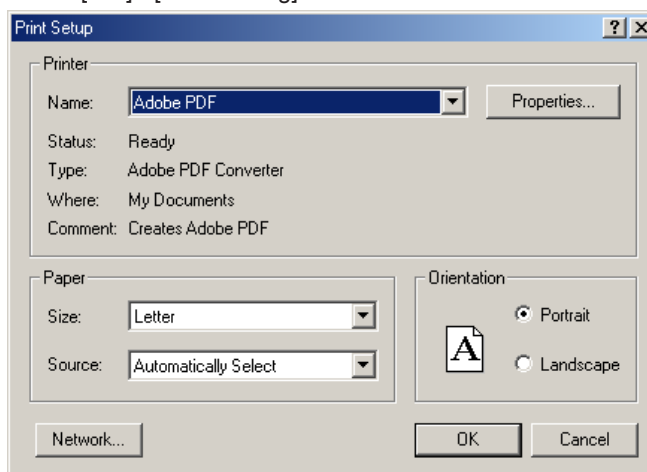 Print Setup
Printer
Name: Adobe PDF Properties...
Status: Ready
Type: Adobe PDF Converter
Where: My Documents
Comment: Creates Adobe PDF
Paper
Size: Letter
Source: Automatically Select
Orientation
A
Portrait
Landscape
Network...
OK Cancel